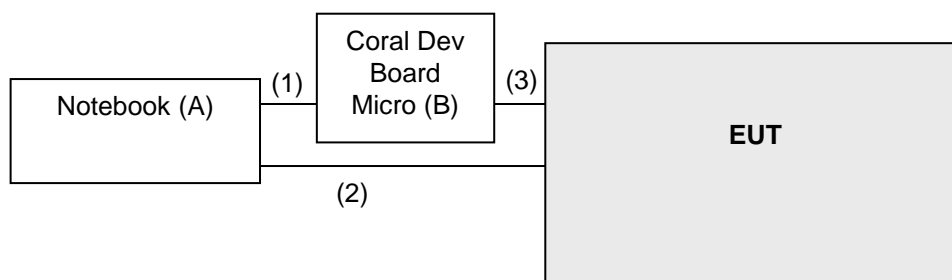 Coral Dev
Board
Micro (B)
(1)
(3)
Notebook (A)
EUT
(2)